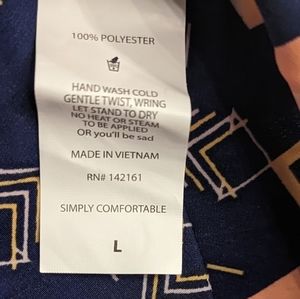 100% POLYESTER
HAND WASH COLD
GENTLE TWIST, WRING
LET STAND TO DRY
NO HEAT OR STEAM
TO BE APPLIED
OR you'll be sad
MADE IN VIETNAM
RN# 142161
SIMPLY COMFORTABLE
L